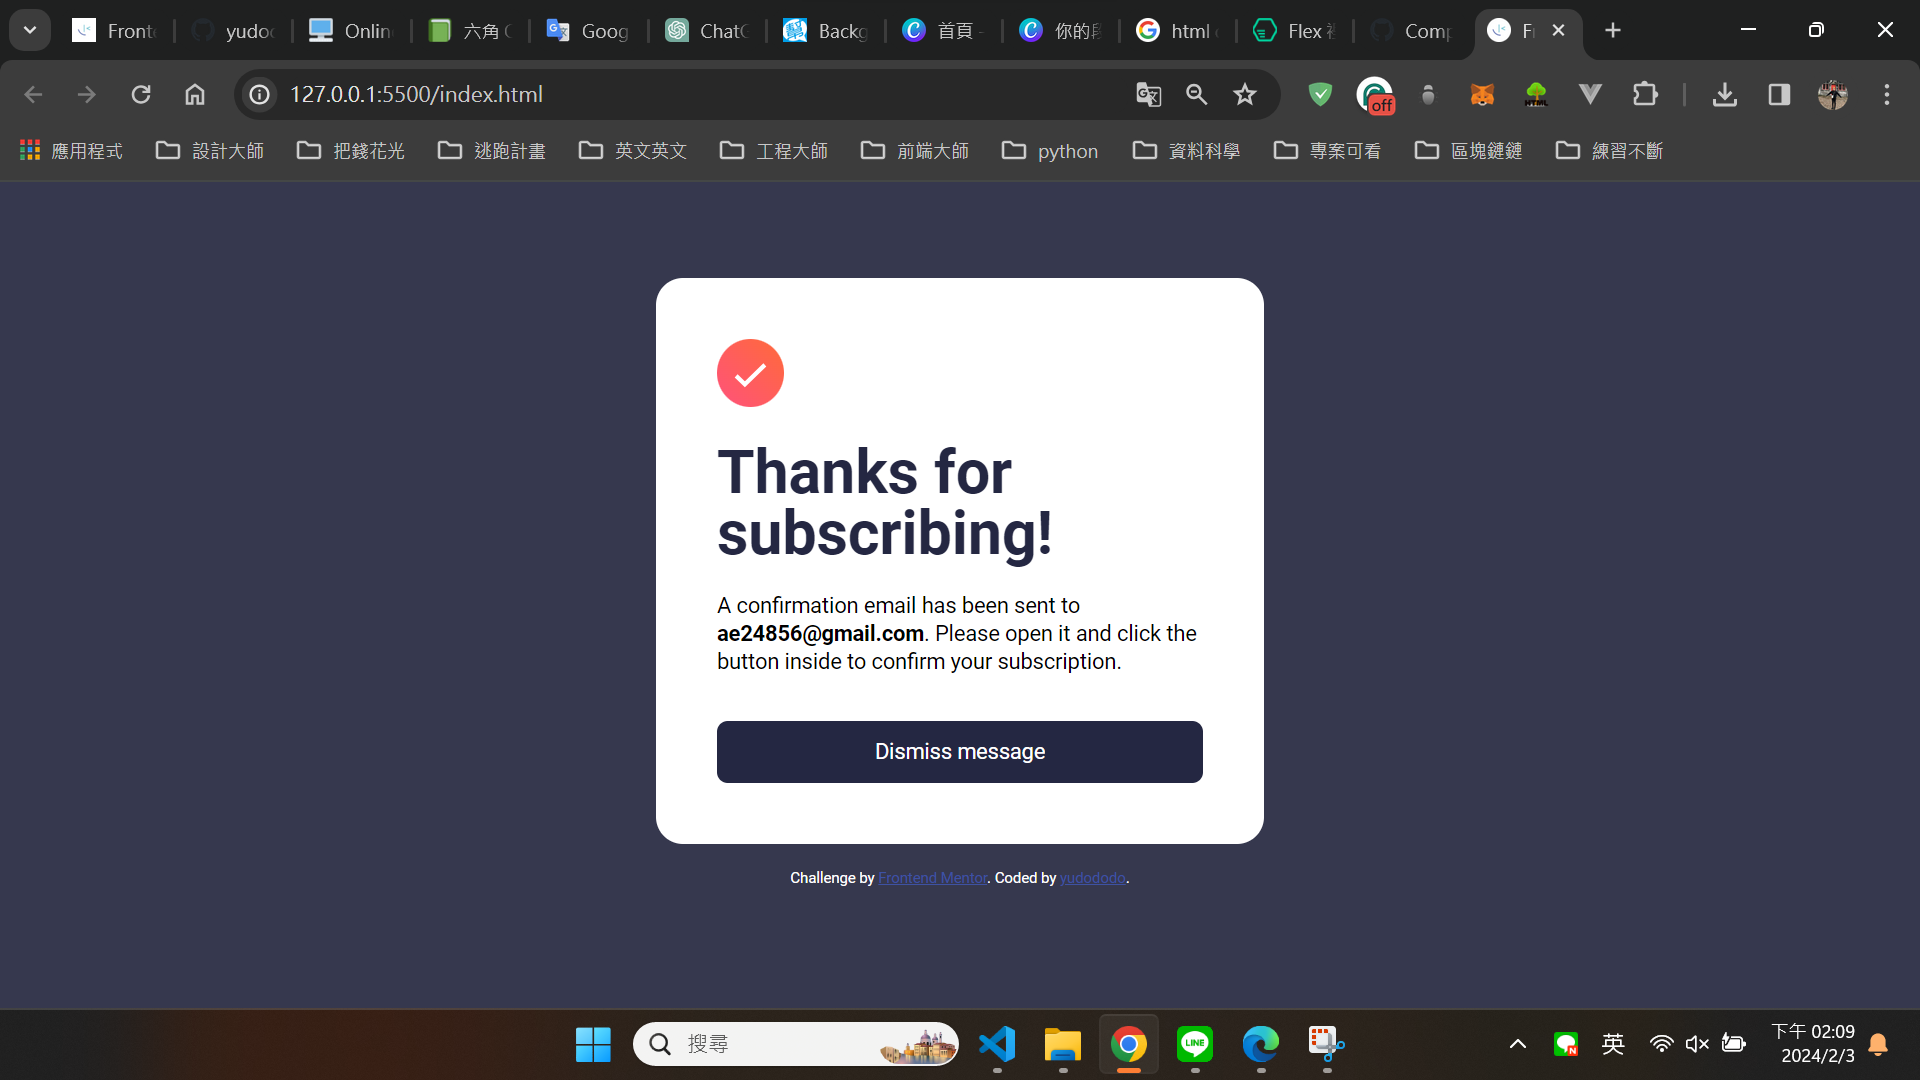 Fronte
yudo
Onlin
六角
Goog
Chat
Backg
首頁 -
你的
html
Flex
Comp
127.0.0.1:5500/index.html
off
HTML
應用程式
設計大師
把錢花光
逃跑計畫
英文英文
工程大師
前端大師
python
資料科學
專案可看
區塊鏈鏈
練習不斷
Thanks for
subscribing!
A confirmation email has been sent to
ae24856@gmail.com. Please open it and click the
button inside to confirm your subscription.
Dismiss message
Challenge by Frontend Mentor. Coded by yudododo.
搜尋
LINE
N
英
下午 02:09
2024/2/3